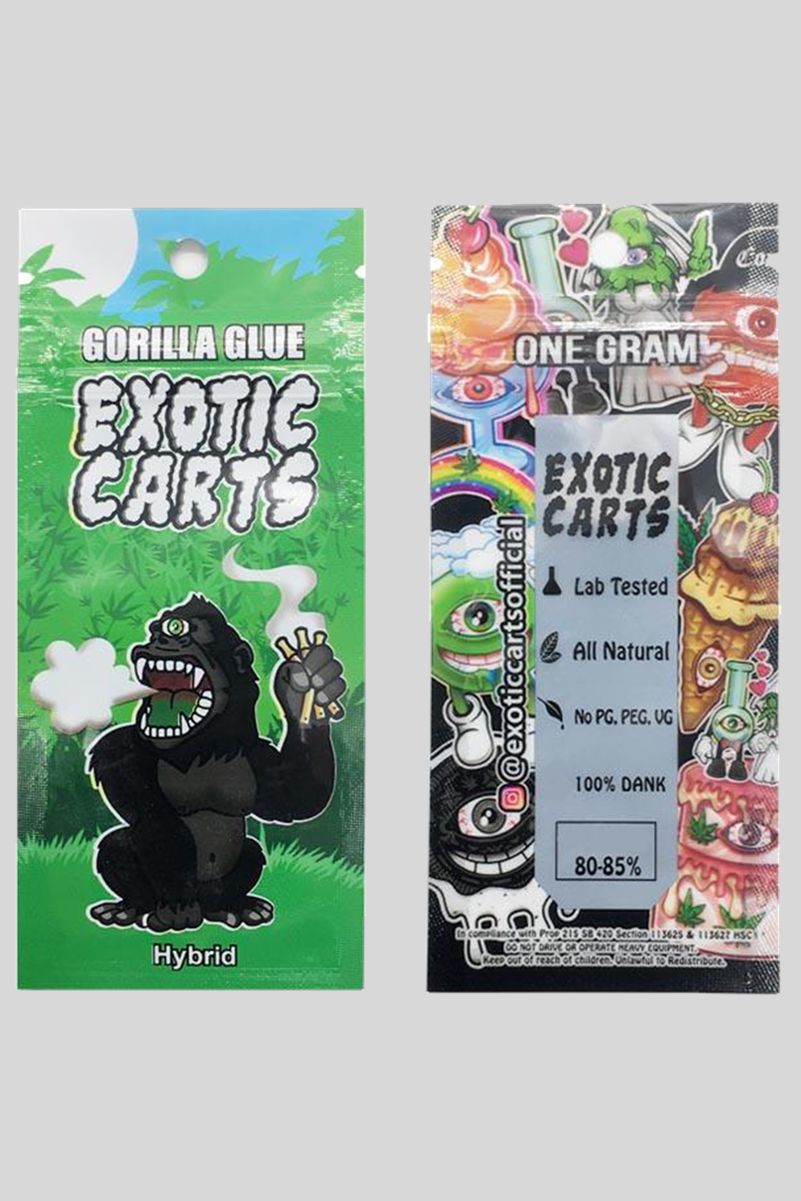 GORILLA GLUE
EXOTIC
CARTS
Hybrid
ONE GRAM
EXOTIC
CARTS
Lab Tested
All Natural
No PG, PEG, VG
100% DANK
80-85%
@exoticcartsofficial
In compliance with Prop 215 SB 420 Section 113625 & 113627 HSC
DO NOT DRIVE OR OPERATE HEAVY EQUIPMENT.
Keep out of reach of children. Unlawful to Redistribute.